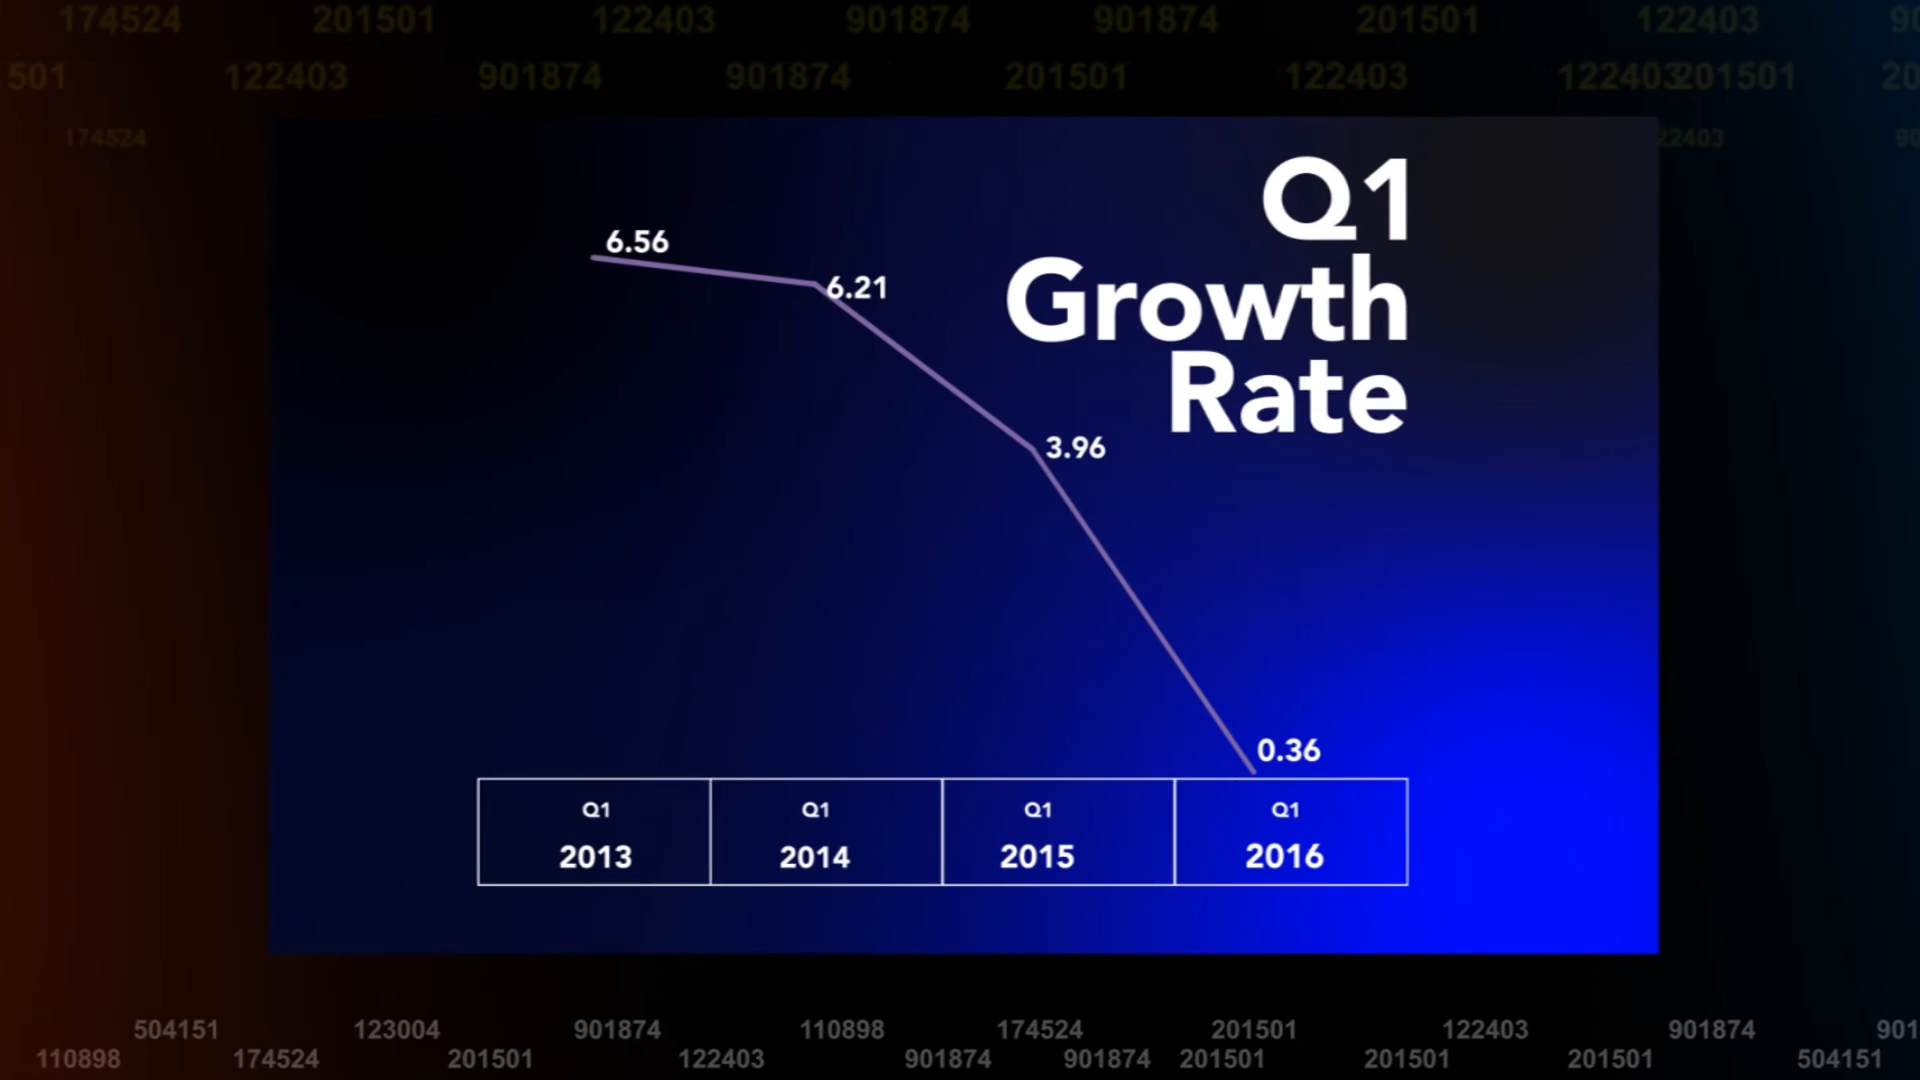 174524 201501 122403 901874 901874 201501 122403
501 122403 901874 901874 201501 122403 122403 201501
174524
Q1
Growth
Rate
6.56
6.21
3.96
0.36
Q1 Q1 Q1 Q1
2013 2014 2015 2016
504151 123004 901874 110898 174524 201501 122403 901874 901
110898 174524 201501 122403 901874 901874 201501 201501 201501 504151